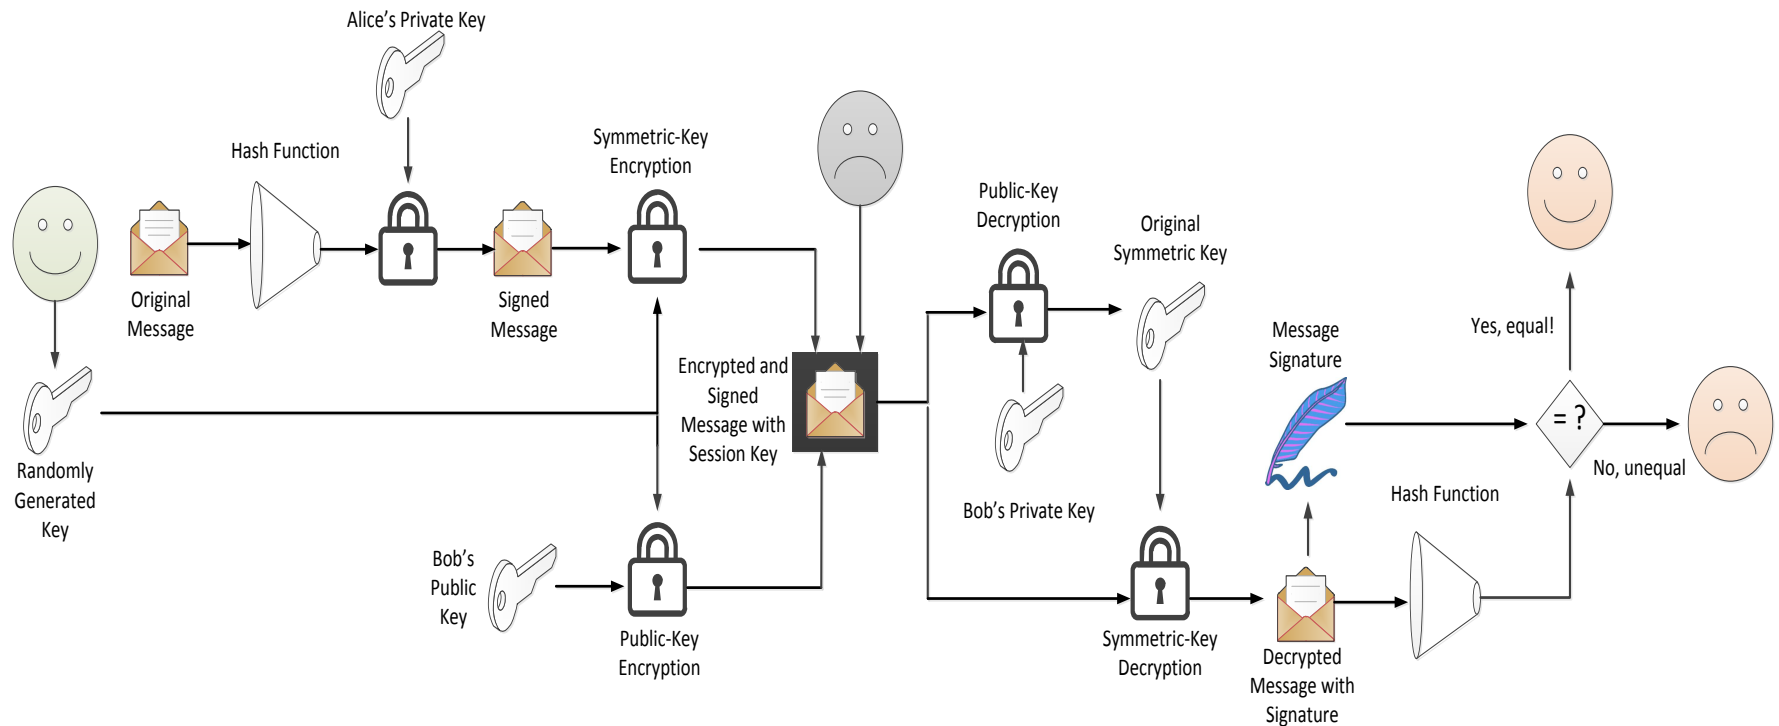 Alice’s Private Key
Hash Function
Symmetric-Key
Encryption
Original
Message
Signed
Message
Randomly
Generated
Key
Bob’s
Public
Key
Public-Key
Encryption
Encrypted and
Signed
Message with
Session Key
Public-Key
Decryption
Original
Symmetric Key
Bob’s Private Key
Symmetric-Key
Decryption
Message
Signature
Decrypted
Message with
Signature
Hash Function
Yes, equal!
= ?
No, unequal